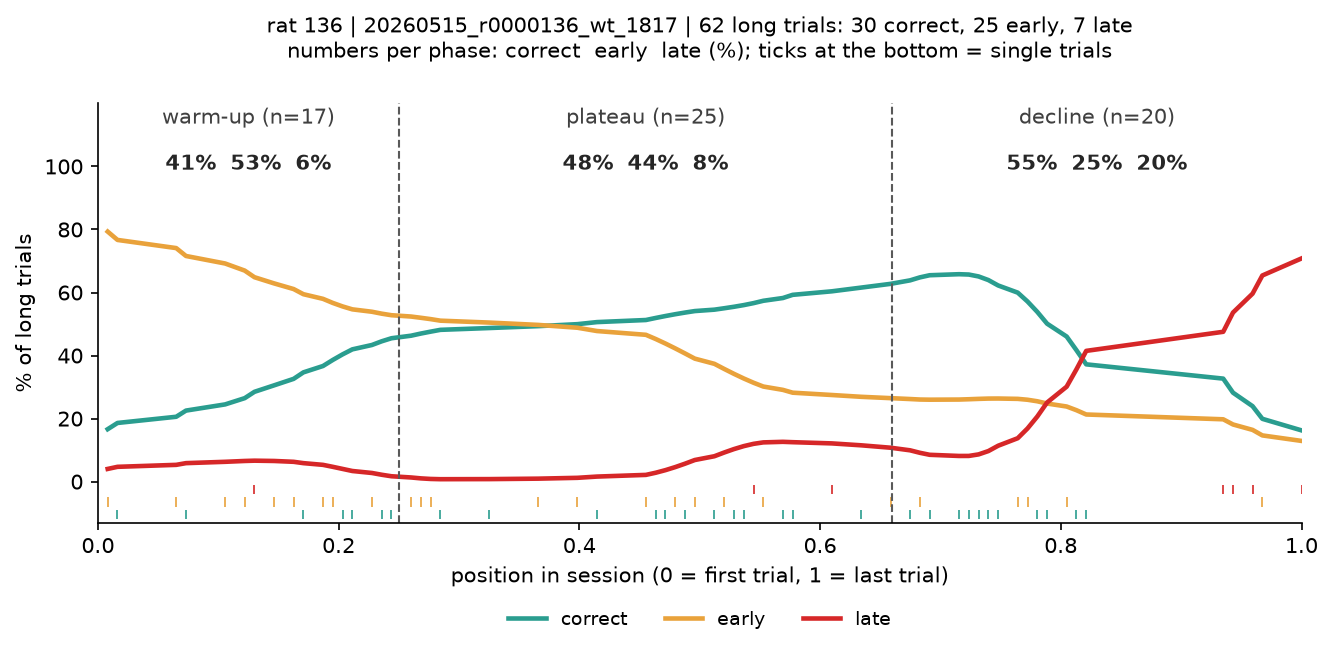 rat 136 | 20260515_r0000136_wt_1817 | 62 long trials: 30 correct, 25 early, 7 late
numbers per phase: correct  early  late (%); ticks at the bottom = single trials
warm-up (n=17)
plateau (n=25)
decline (n=20)
41%  53%  6%
48%  44%  8%
55%  25%  20%
% of long trials
100
80
60
40
20
0
0.0
0.2
0.4
0.6
0.8
1.0
position in session (0 = first trial, 1 = last trial)
correct
early
late